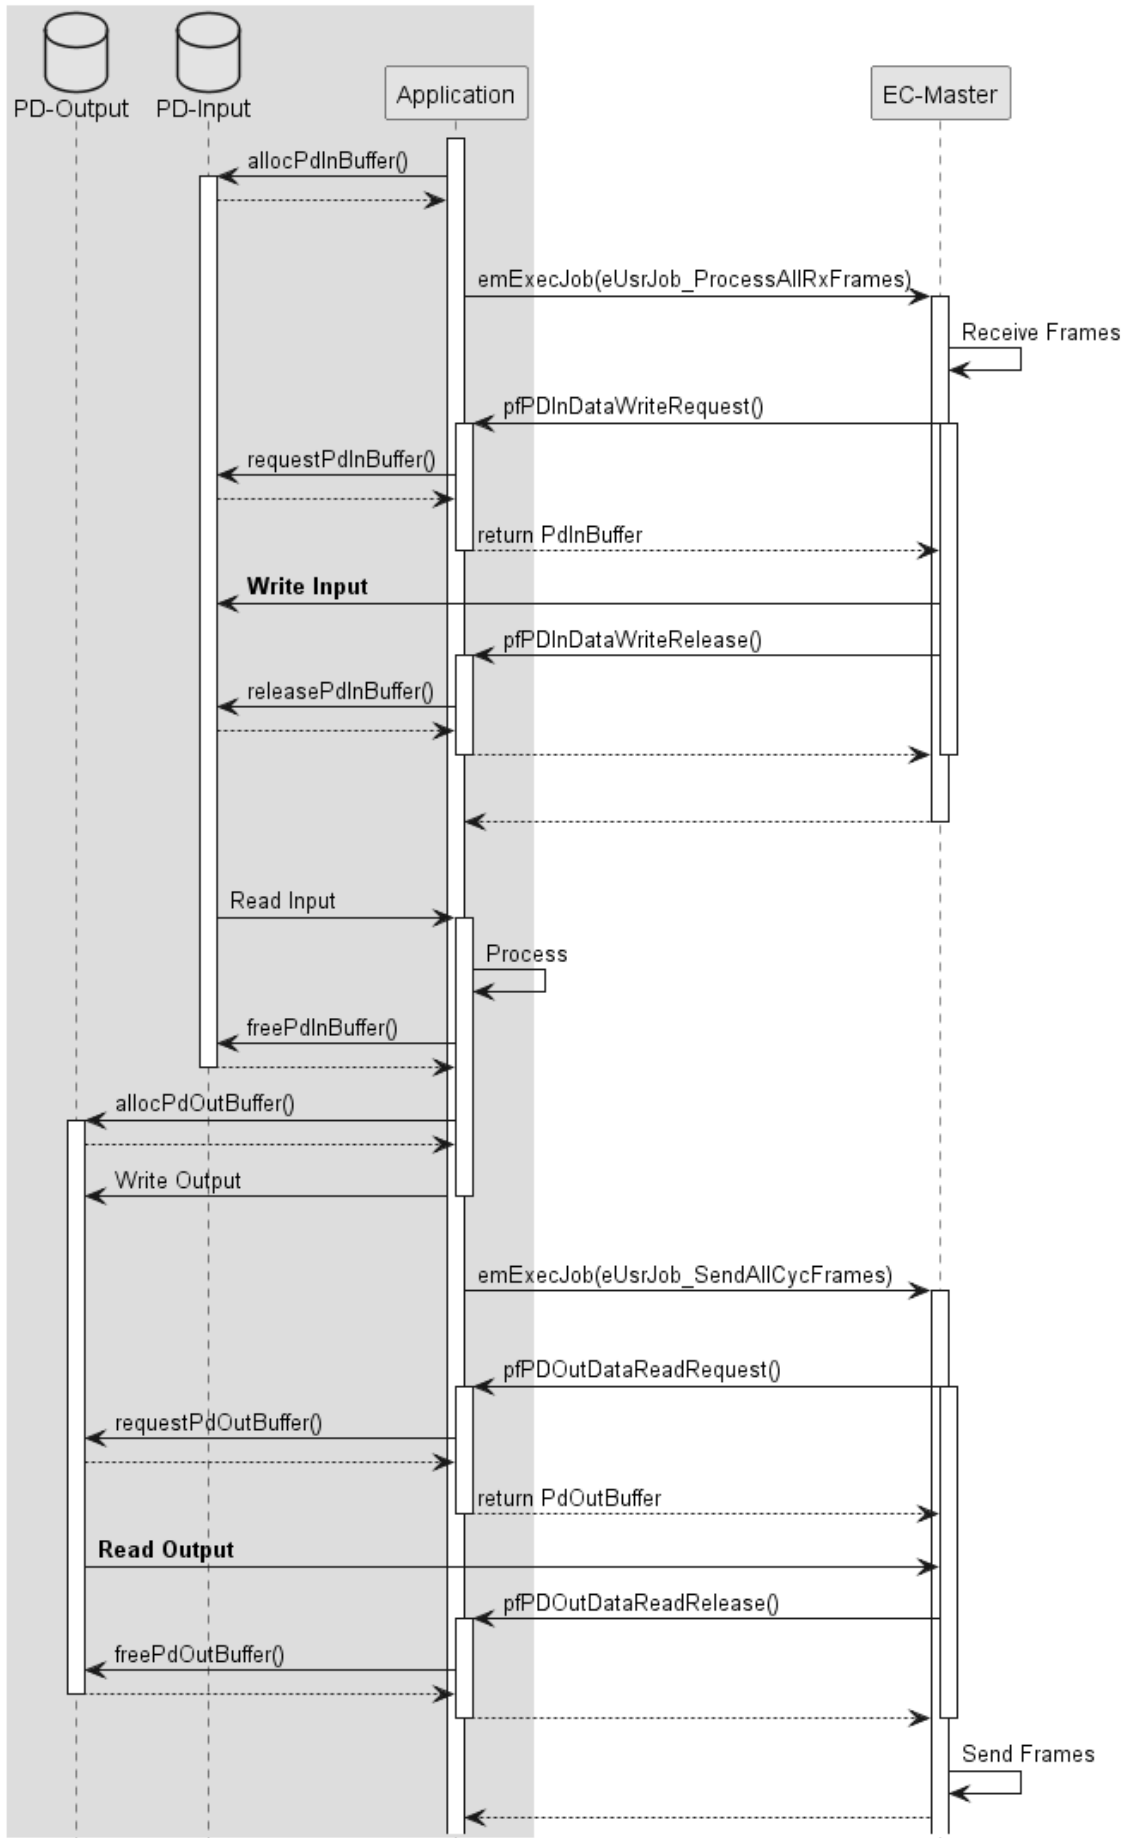 PD-Output
PD-Input
Application
EC-Master
allocPdInBuffer()
emExecJob(eUsrJob_ProcessAllRxFrames)
Receive Frames
pfPDInDataWriteRequest()
requestPdInBuffer()
return PdInBuffer
Write Input
pfPDInDataWriteRelease()
releasePdInBuffer()
Read Input
Process
freePdInBuffer()
allocPdOutBuffer()
Write Output
emExecJob(eUsrJob_SendAllCycFrames)
pfPDOutDataReadRequest()
requestPdOutBuffer()
return PdOutBuffer
Read Output
pfPDOutDataReadRelease()
freePdOutBuffer()
Send Frames